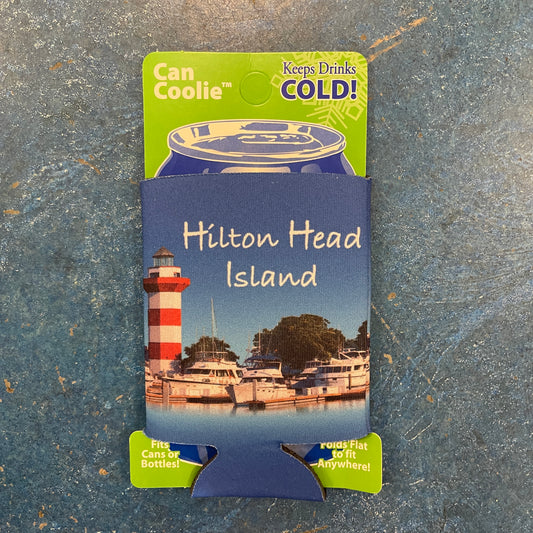 Can
Coolie™
Keeps Drinks
COLD!
Hilton Head
Island
Fits
Cans or
Bottles!
Folds Flat
to fit
Anywhere!